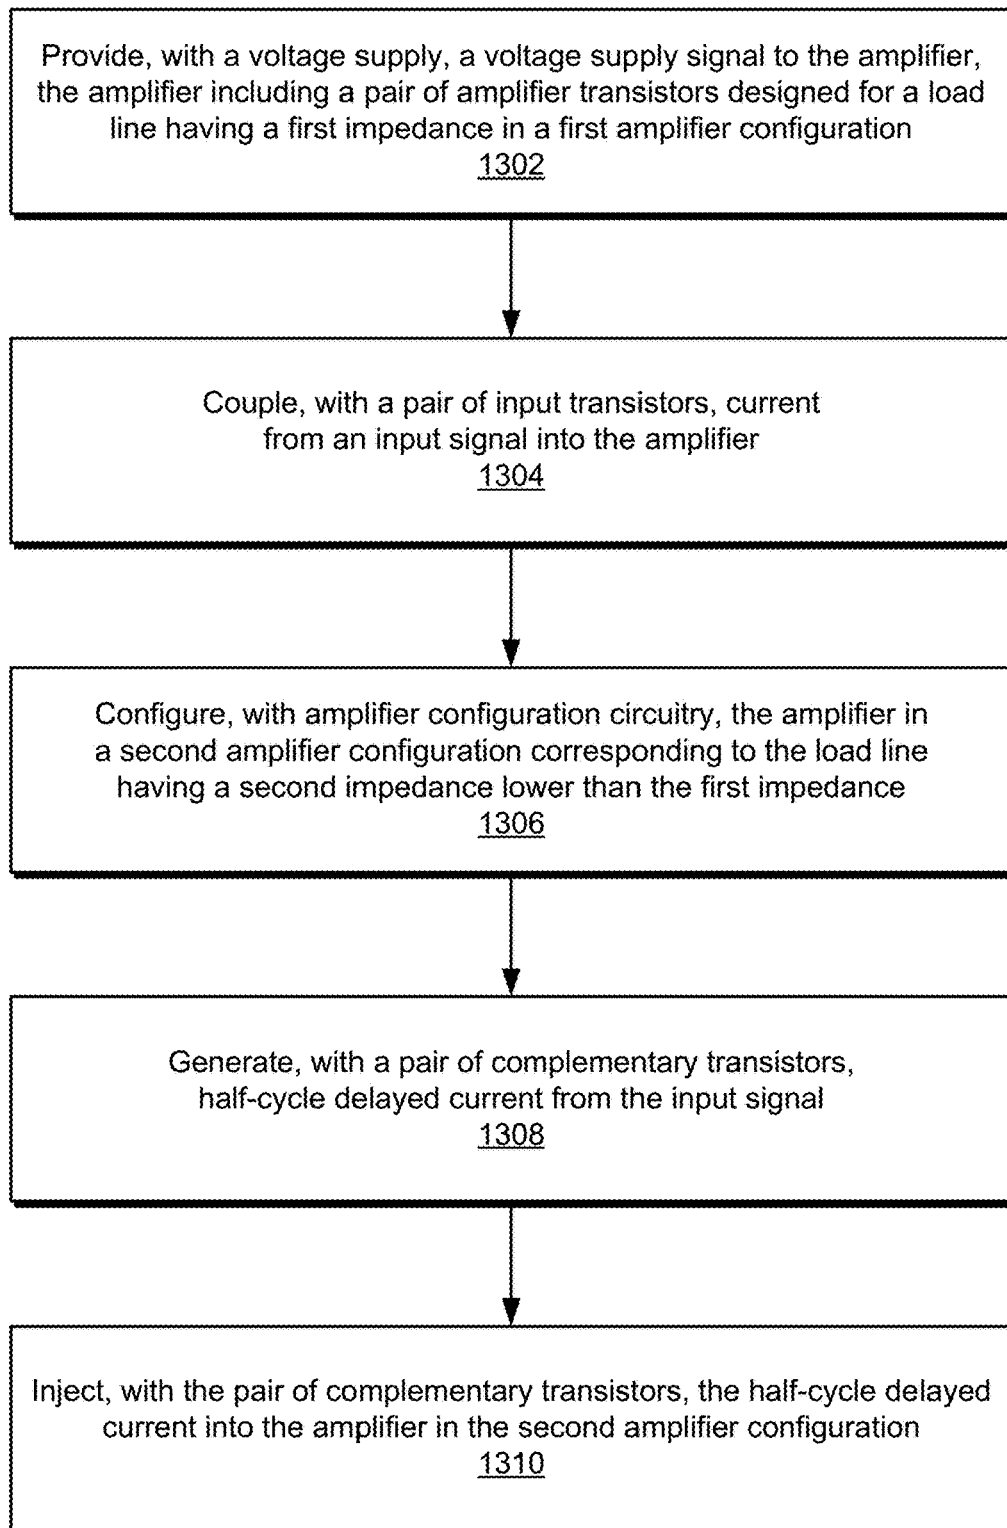 Provide, with a voltage supply, a voltage supply signal to the amplifier,
the amplifier including a pair of amplifier transistors designed for a load
line having a first impedance in a first amplifier configuration
1302
Couple, with a pair of input transistors, current
from an input signal into the amplifier
1304
Configure, with amplifier configuration circuitry, the amplifier in
a second amplifier configuration corresponding to the load line
having a second impedance lower than the first impedance
1306
Generate, with a pair of complementary transistors,
half-cycle delayed current from the input signal
1308
Inject, with the pair of complementary transistors, the half-cycle delayed
current into the amplifier in the second amplifier configuration
1310